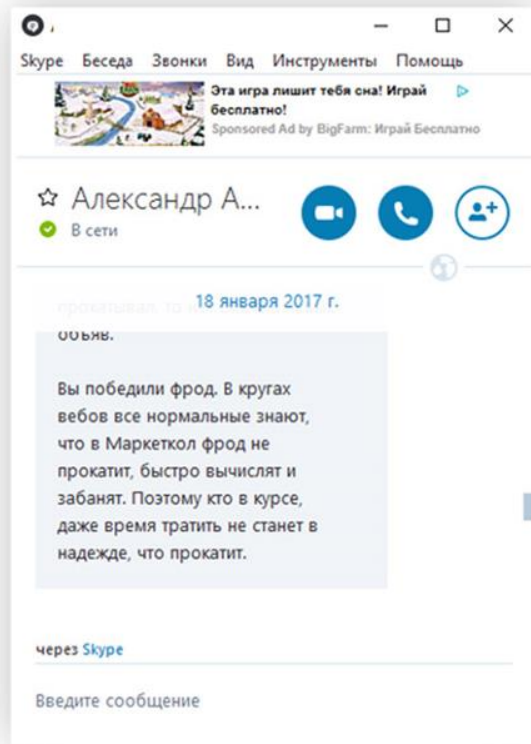 Skype Беседа Звонки Вид Инструменты Помощь
Эта игра лишит тебя сна! Играй
бесплатно!
Sponsored Ad by BigFarm: Играй Бесплатно
Александр А...
В сети
18 января 2017 г.
объяв.
Вы победили фрод. В кругах
вебов все нормальные знают,
что в Маркеткол фрод не
прокатит, быстро вычислят и
забанят. Поэтому кто в курсе,
даже время тратить не станет в
надежде, что прокатит.
через Skype
Введите сообщение